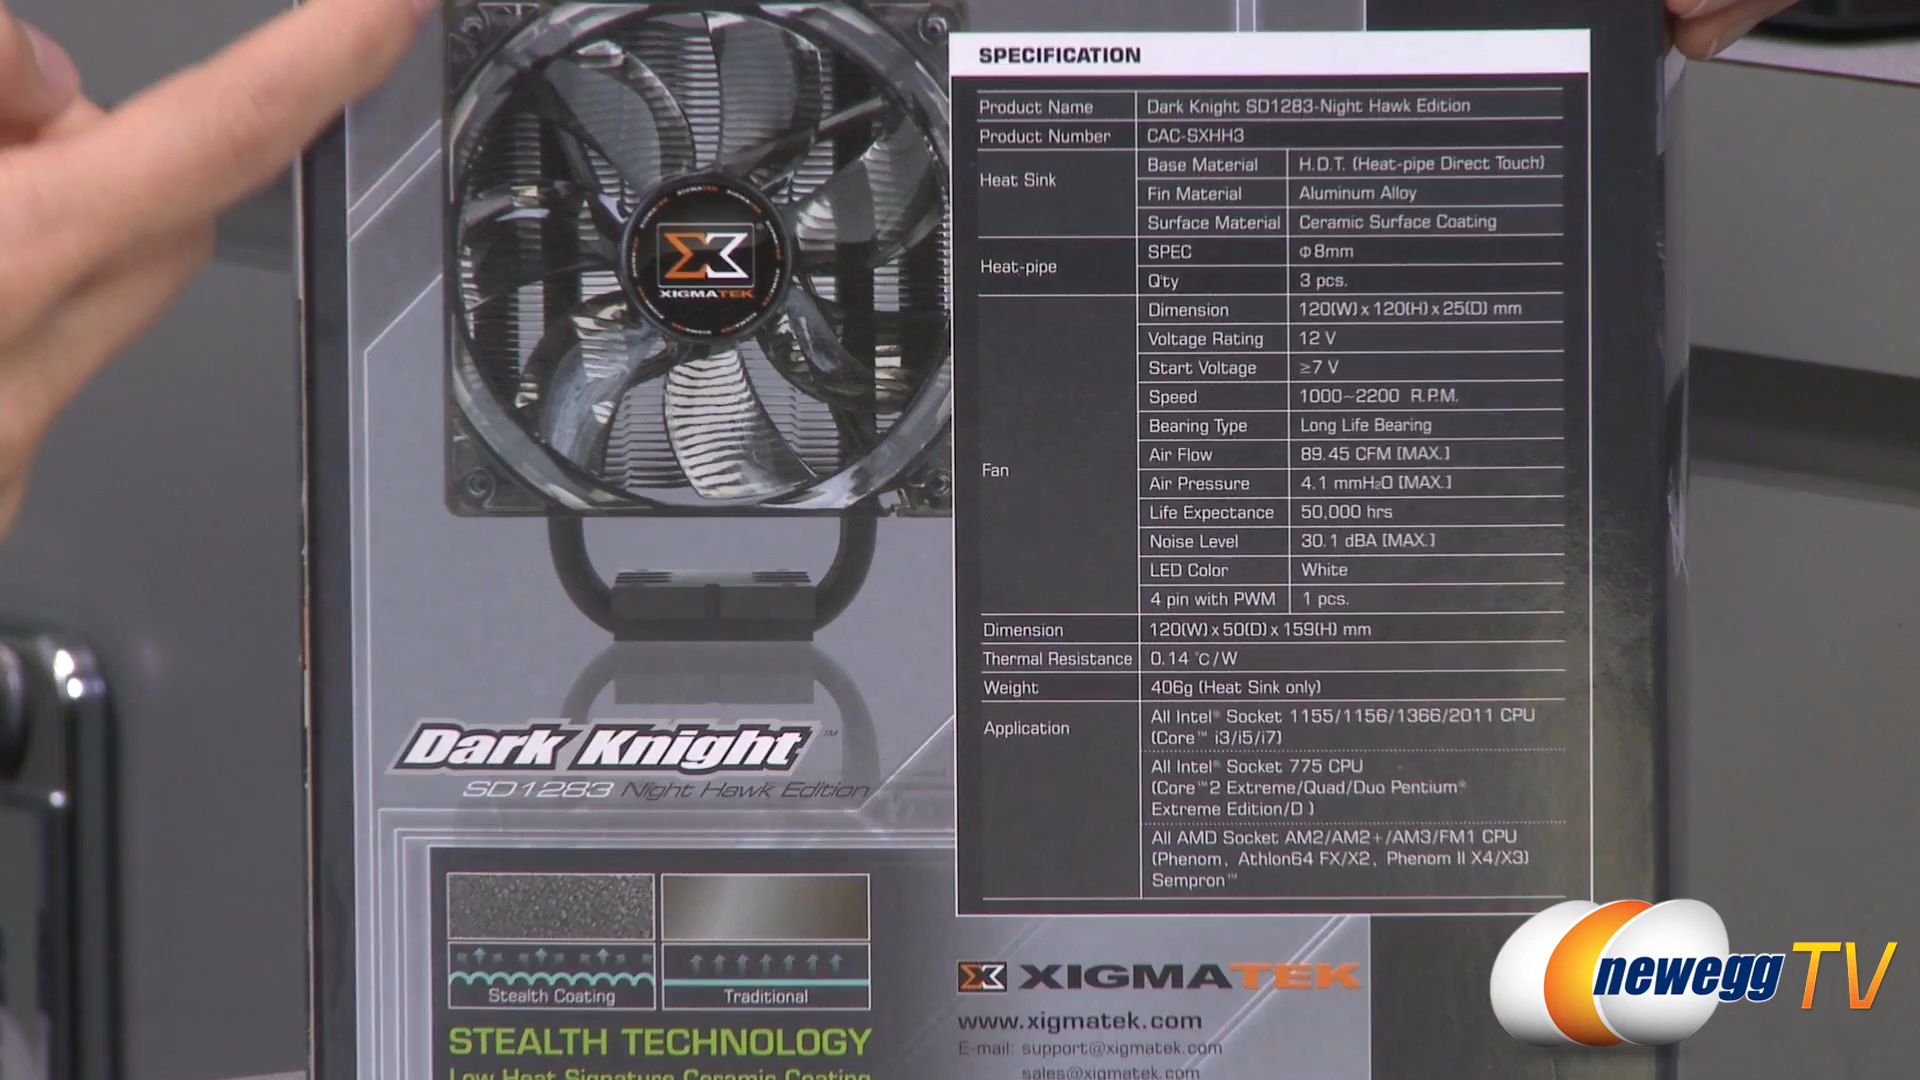 SPECIFICATION
Product Name Dark Knight SD1283-Night Hawk Edition
Product Number CAC-SXHH3
Heat Sink
Base Material H.D.T. (Heat-pipe Direct Touch)
Fin Material Aluminum Alloy
Surface Material Ceramic Surface Coating
Heat-pipe
SPEC Φ8mm
Q'ty 3 pcs.
Fan
Dimension 120(W) x 120(H) x 25(D) mm
Voltage Rating 12 V
Start Voltage ≥7 V
Speed 1000~2200 R.P.M.
Bearing Type Long Life Bearing
Air Flow 89.45 CFM [MAX.]
Air Pressure 4.1 mmH₂O [MAX.]
Life Expectance 50,000 hrs
Noise Level 30.1 dBA [MAX.]
LED Color White
4 pin with PWM 1 pcs.
Dimension 120(W) x 50(D) x 159(H) mm
Thermal Resistance 0.14 ℃/W
Weight 406g (Heat Sink only)
Application
All Intel® Socket 1155/1156/1366/2011 CPU
(Core™ i3/i5/i7)
All Intel® Socket 775 CPU
(Core™2 Extreme/Quad/Duo Pentium®
Extreme Edition/D )
All AMD Socket AM2/AM2+/AM3/FM1 CPU
(Phenom, Athlon64 FX/X2, Phenom II X4/X3)
Sempron™
XIGMATEK
Dark Knight™
SD1283 Night Hawk Edition
Stealth Coating
Traditional
STEALTH TECHNOLOGY
Low Heat Signature Ceramic Coating
XIGMATEK
www.xigmatek.com
E-mail: support@xigmatek.com
sales@xigmatek.com
newegg TV